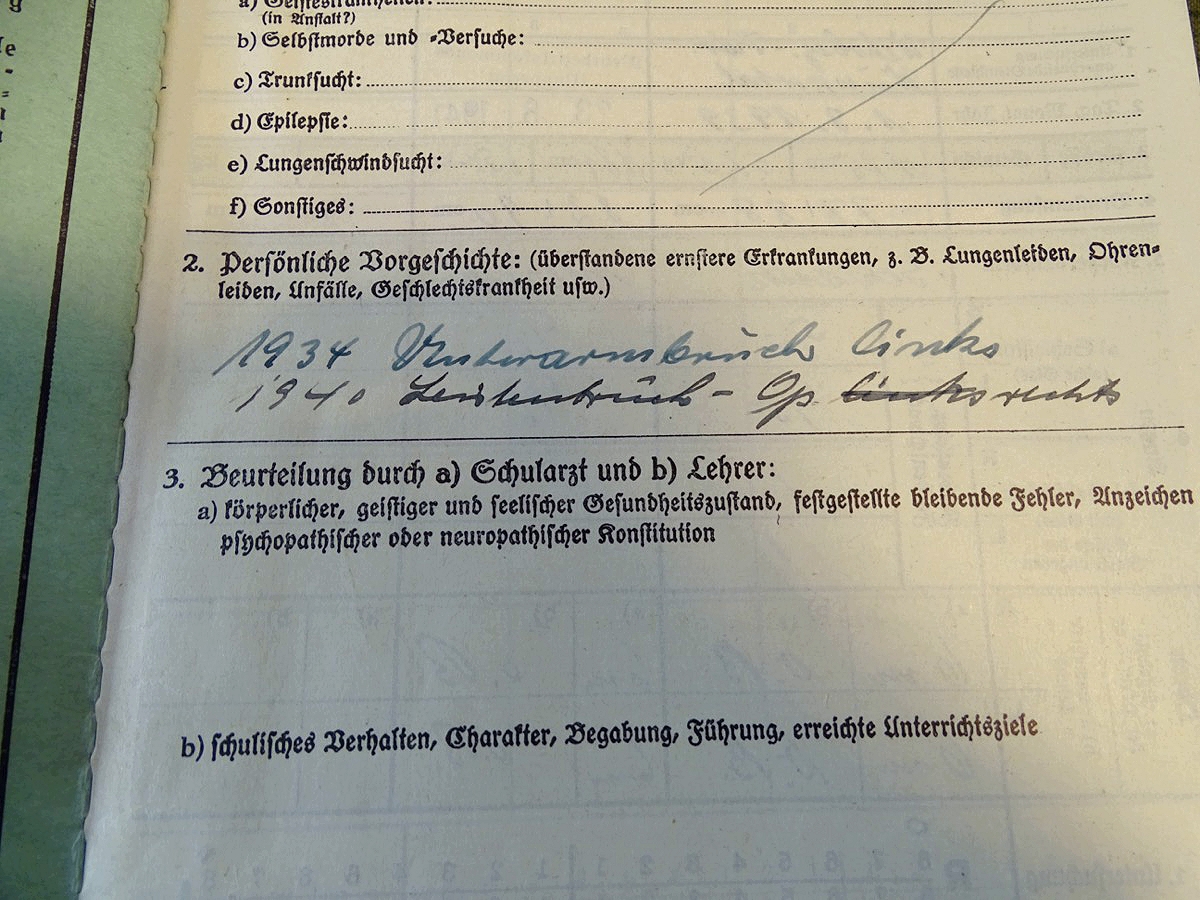 a) Geisteskrankheiten:
(in Anstalt?)
b) Selbstmorde und =Versuche:
c) Trunksucht:
d) Epilepsie:
e) Lungenschwindsucht:
f) Sonstiges:
2. Persönliche Vorgeschichte: (überstandene ernstere Erkrankungen, z. B. Lungenleiden, Ohren=
leiden, Unfälle, Geschlechtskrankheit usw.)
1934 Unterarmbruch links
1940 Leistenbruch - Op links rechts
3. Beurteilung durch a) Schularzt und b) Lehrer:
a) körperlicher, geistiger und seelischer Gesundheitszustand, festgestellte bleibende Fehler, Anzeichen
psychopathischer oder neuropathischer Konstitution
b) schulisches Verhalten, Charakter, Begabung, Führung, erreichte Unterrichtsziele